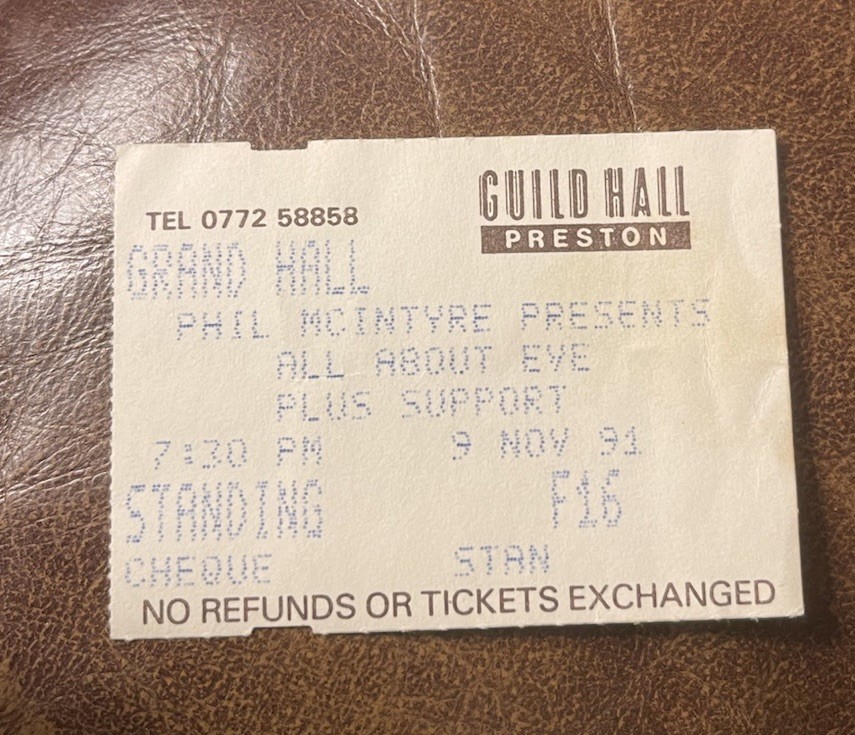 GUILD HALL
PRESTON
TEL 0772 58858
GRAND HALL
PHIL MCINTYRE PRESENTS
ALL ABOUT EVE
PLUS SUPPORT
7:30 PM 9 NOV 91
STANDING F16
CHEQUE STAN
NO REFUNDS OR TICKETS EXCHANGED